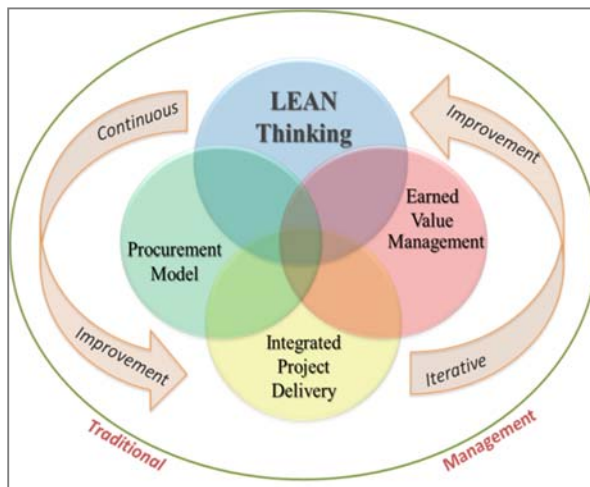 LEAN
Thinking
Continuous
Improvement
Earned
Value
Management
Procurement
Model
Improvement
Integrated
Project
Delivery
Iterative
Traditional
Management